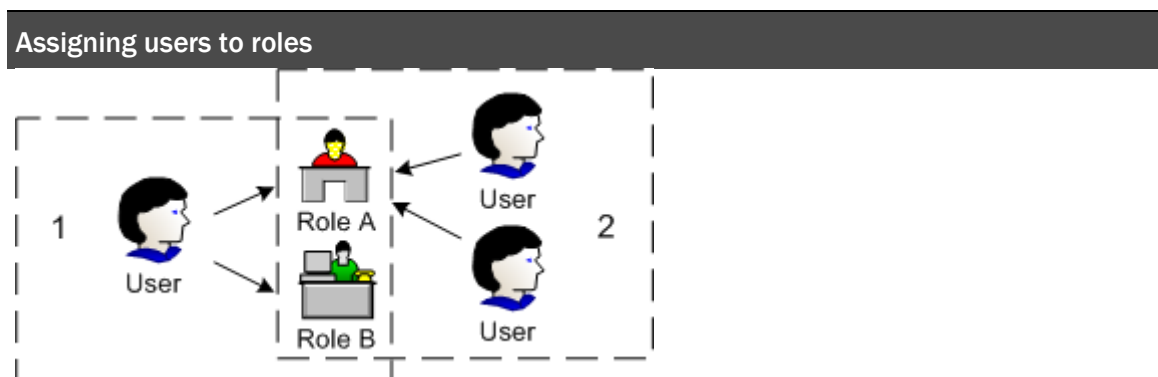 Assigning users to roles
User
Role A
1
2
User
Role B
User